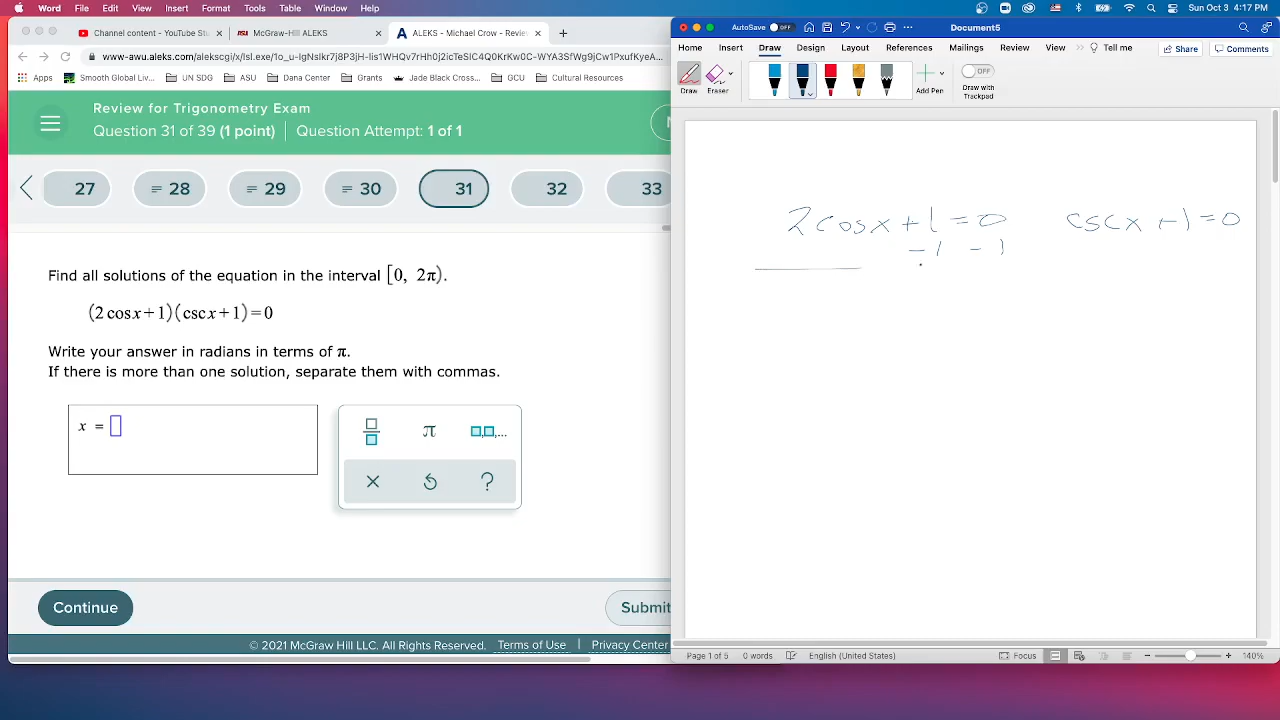 Word File Edit View Insert Format Tools Table Window Help Sun Oct 3 4:17 PM
Channel content - YouTube Stu × McGraw-Hill ALEKS × ALEKS - Michael Crow - Review × +
Apps Smooth Global Liv... UN SDG ASU Edna Center Grants Jade Black Cross... GCU Cultural Resources
Review for Trigonometry Exam
Question 31 of 39 (1 point) Question Attempt: 1 of 1
27 = 28 = 29 = 30 31 32 33
Find all solutions of the equation in the interval [0, 2π).
(2 cos x + 1)(csc x + 1) = 0
Write your answer in radians in terms of π.
If there is more than one solution, separate them with commas.
x =
π
,...
× ?
Continue Submit
© 2021 McGraw Hill LLC. All Rights Reserved. Terms of Use | Privacy Center
AutoSave OFF ... Document5
Home Insert Draw Design Layout References Mailings Review View Tell me Share Comments
Draw Eraser Add Pen OFF Draw with Trackpad
2 cos x + 1 = 0 csc x + 1 = 0
-1 -1
Page 1 of 5 0 words English (United States) Focus 140%